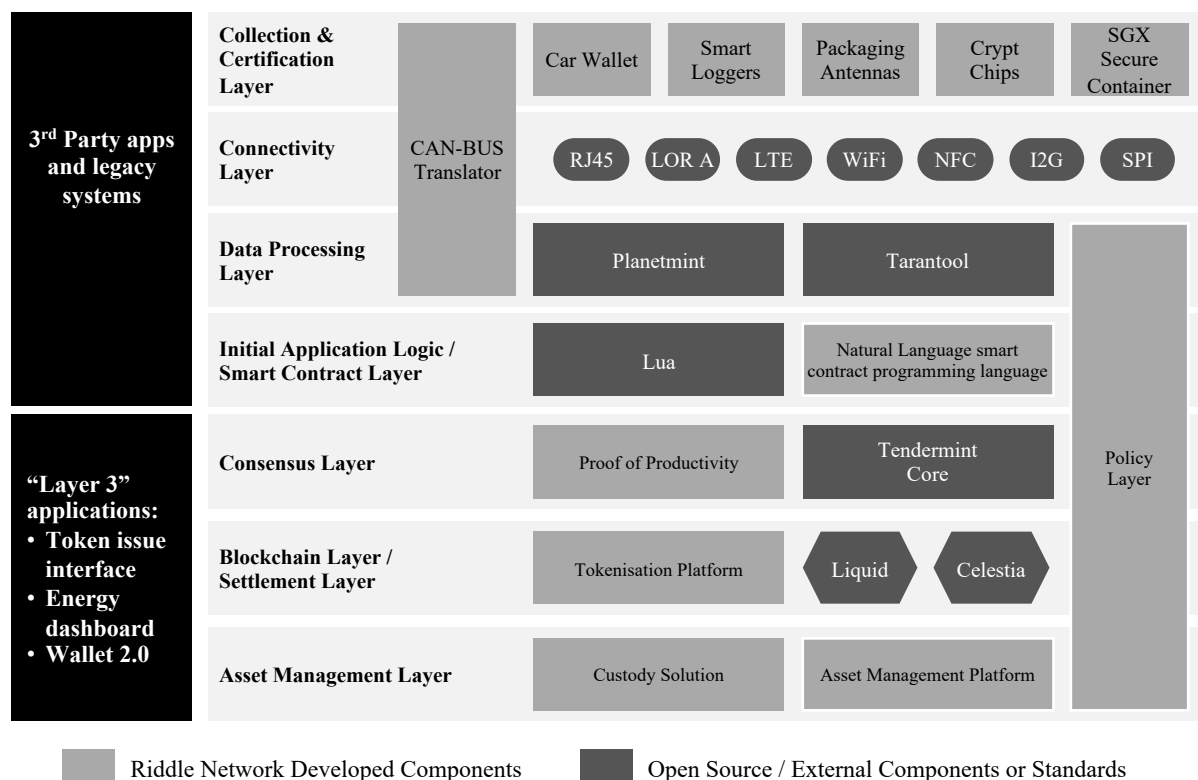 3rd Party apps
and legacy
systems
“Layer 3”
applications:
• Token issue
interface
• Energy
dashboard
• Wallet 2.0
Collection &
Certification
Layer
CAN-BUS
Translator
Car Wallet
Smart
Loggers
Packaging
Antennas
Crypt
Chips
SGX
Secure
Container
Connectivity
Layer
RJ45
LOR A
LTE
WiFi
NFC
I2G
SPI
Data Processing
Layer
Planetmint
Tarantool
Policy
Layer
Initial Application Logic /
Smart Contract Layer
Lua
Natural Language smart
contract programming language
Consensus Layer
Proof of Productivity
Tendermint
Core
Blockchain Layer /
Settlement Layer
Tokenisation Platform
Liquid
Celestia
Asset Management Layer
Custody Solution
Asset Management Platform
Riddle Network Developed Components
Open Source / External Components or Standards